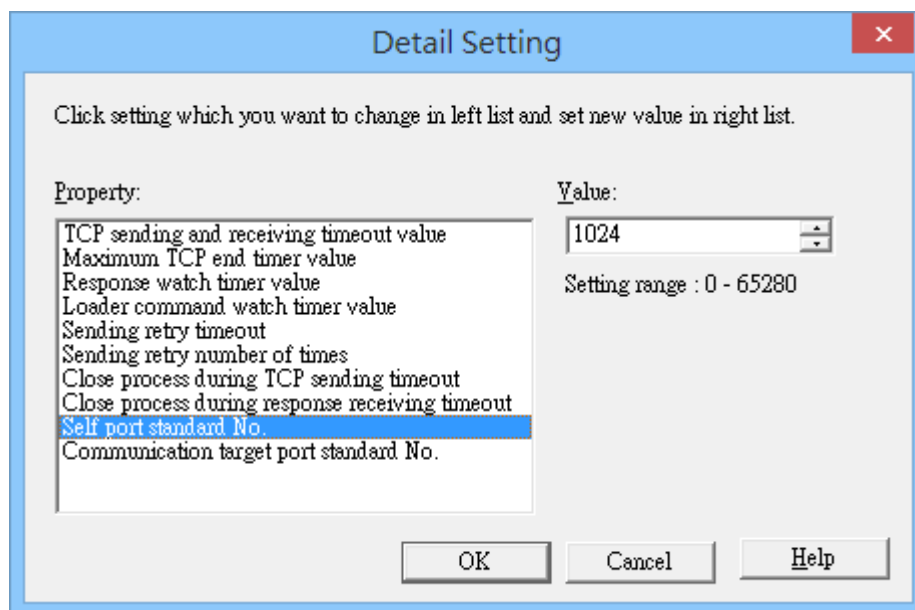 Detail Setting
Click setting which you want to change in left list and set new value in right list.
Property:
TCP sending and receiving timeout value
Maximum TCP end timer value
Response watch timer value
Loader command watch timer value
Sending retry timeout
Sending retry number of times
Close process during TCP sending timeout
Close process during response receiving timeout
Self port standard No.
Communication target port standard No.
Value:
1024
Setting range : 0 - 65280
OK
Cancel
Help